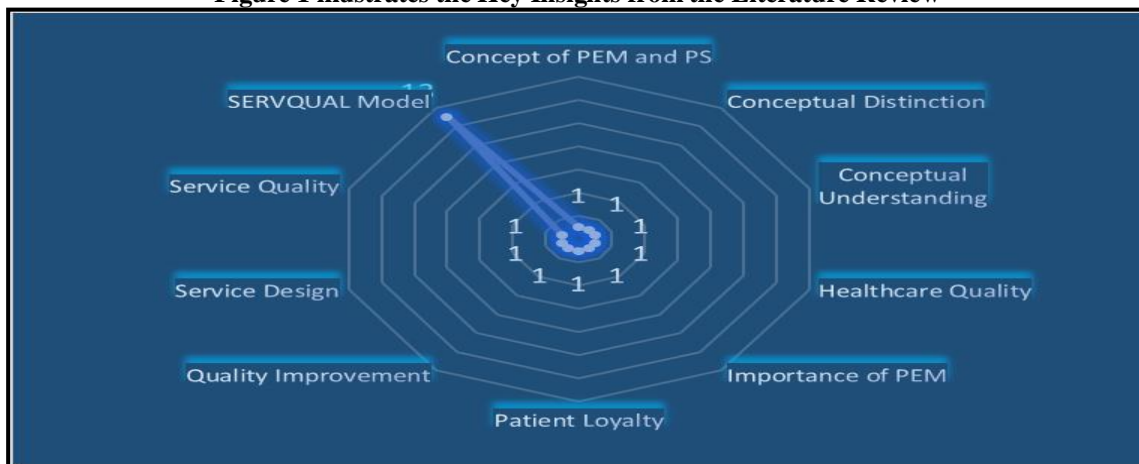 Figure 1 illustrates the Key Insights from the Literature Review
Concept of PEM and PS
SERVQUAL Model
Conceptual Distinction
Service Quality
Conceptual
Understanding
1
1
1
1
1
1
1
1
1
Service Design
Healthcare Quality
Quality Improvement
Importance of PEM
Patient Loyalty